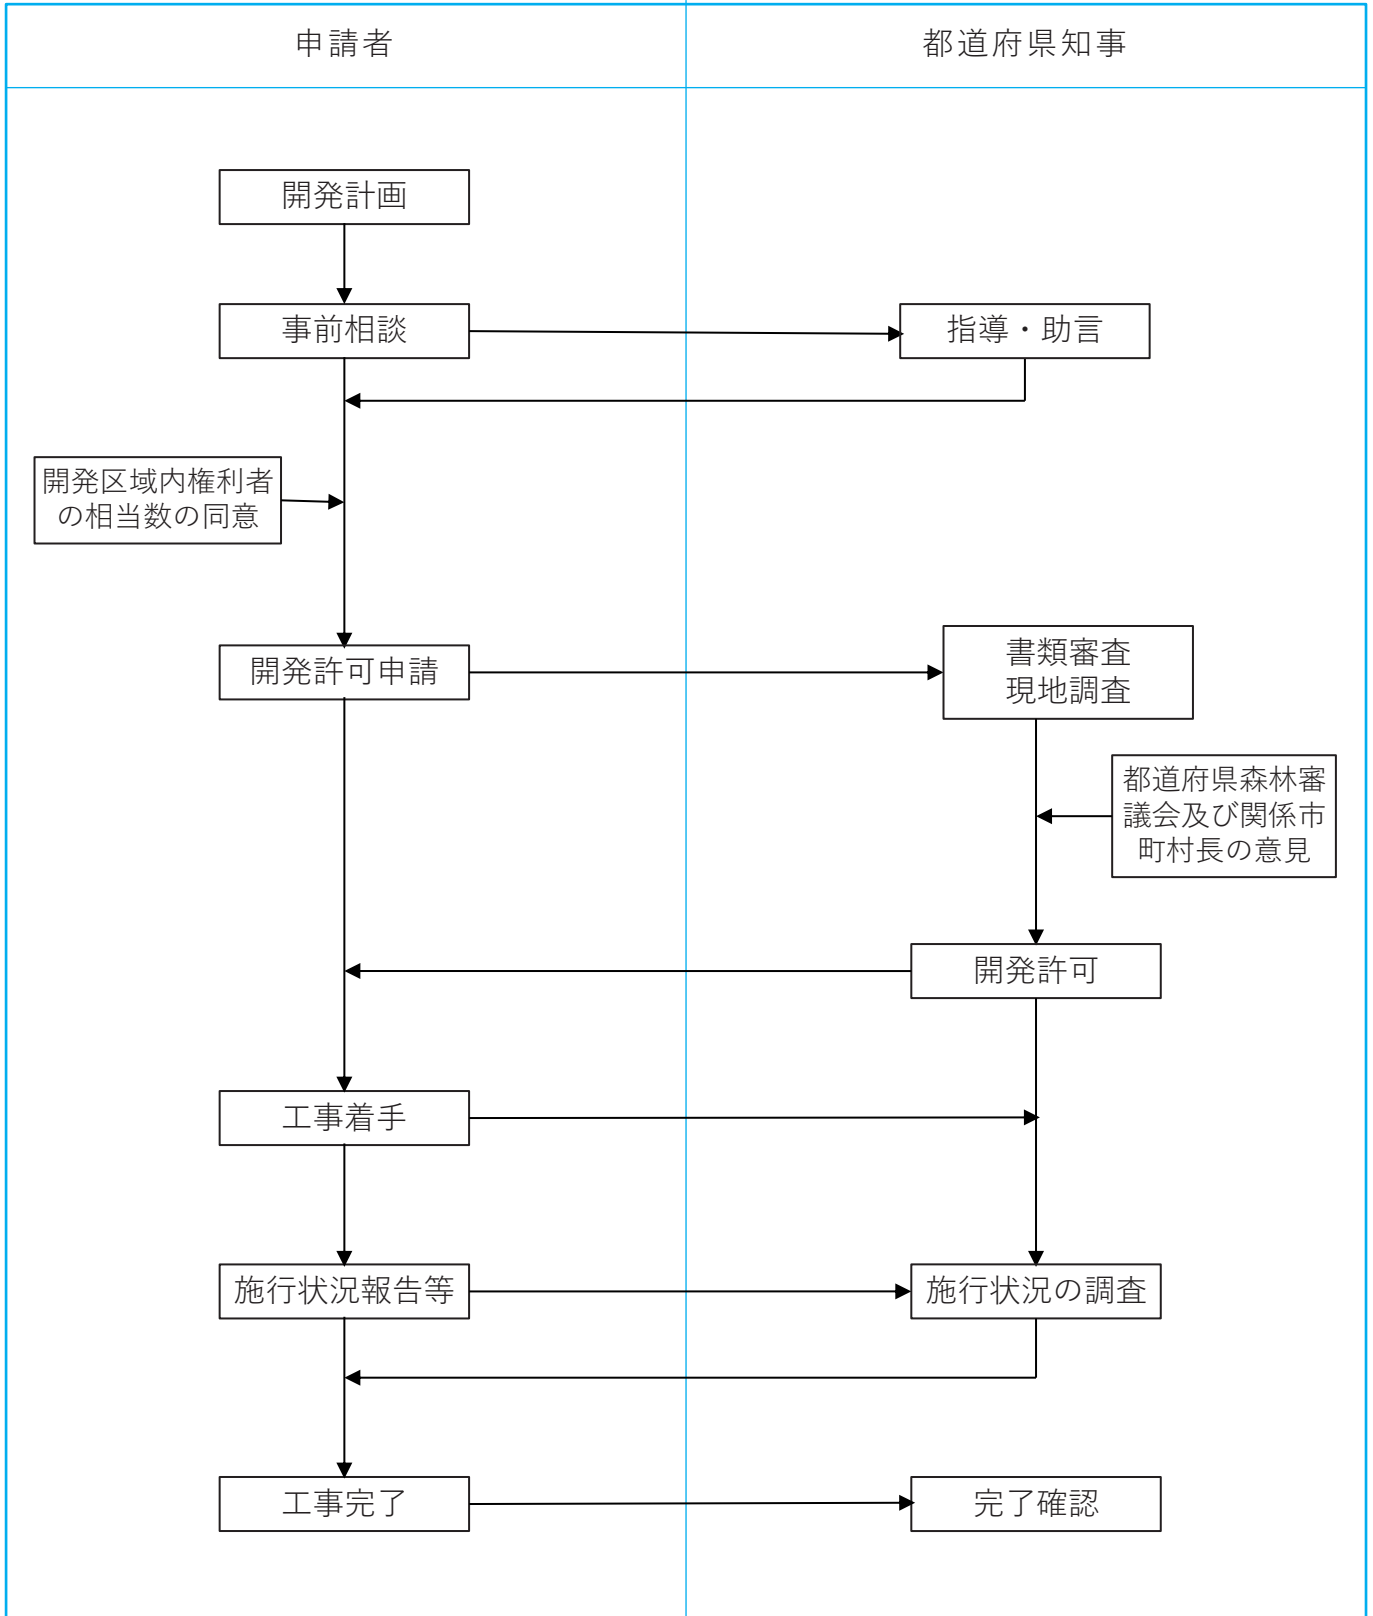 申請者
都道府県知事
開発計画
事前相談
指導・助言
開発区域内権利者
の相当数の同意
開発許可申請
書類審査
現地調査
都道府県森林審
議会及び関係市
町村長の意見
開発許可
工事着手
施行状況報告等
施行状況の調査
工事完了
完了確認